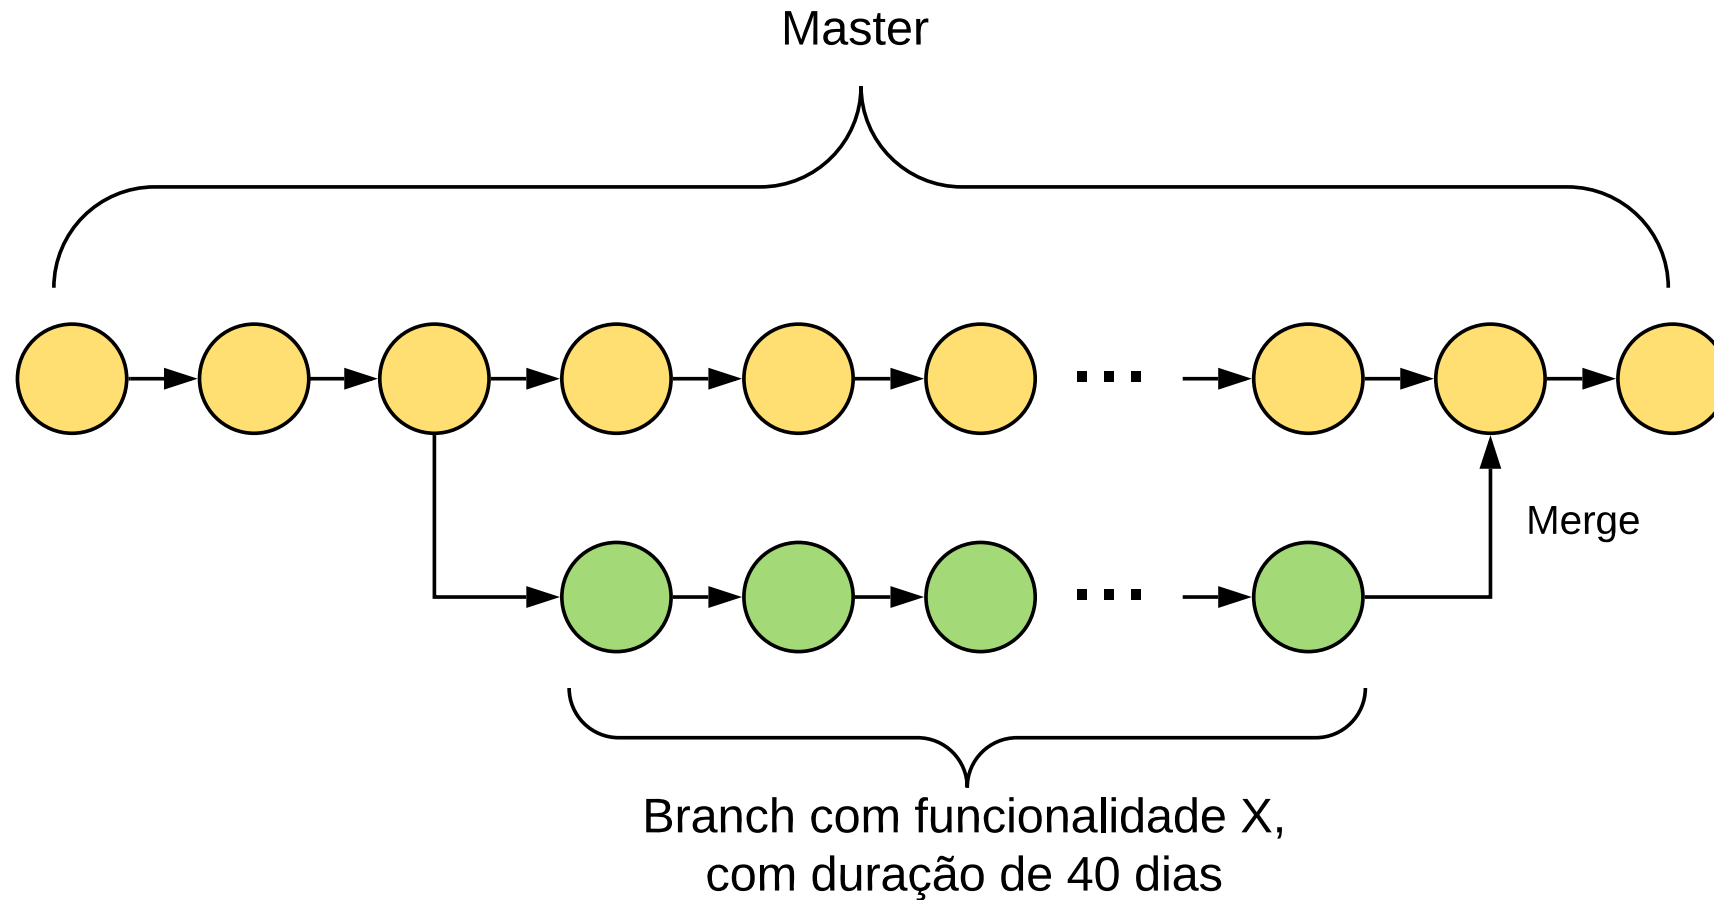 Master
Merge
Branch com funcionalidade X,
com duração de 40 dias